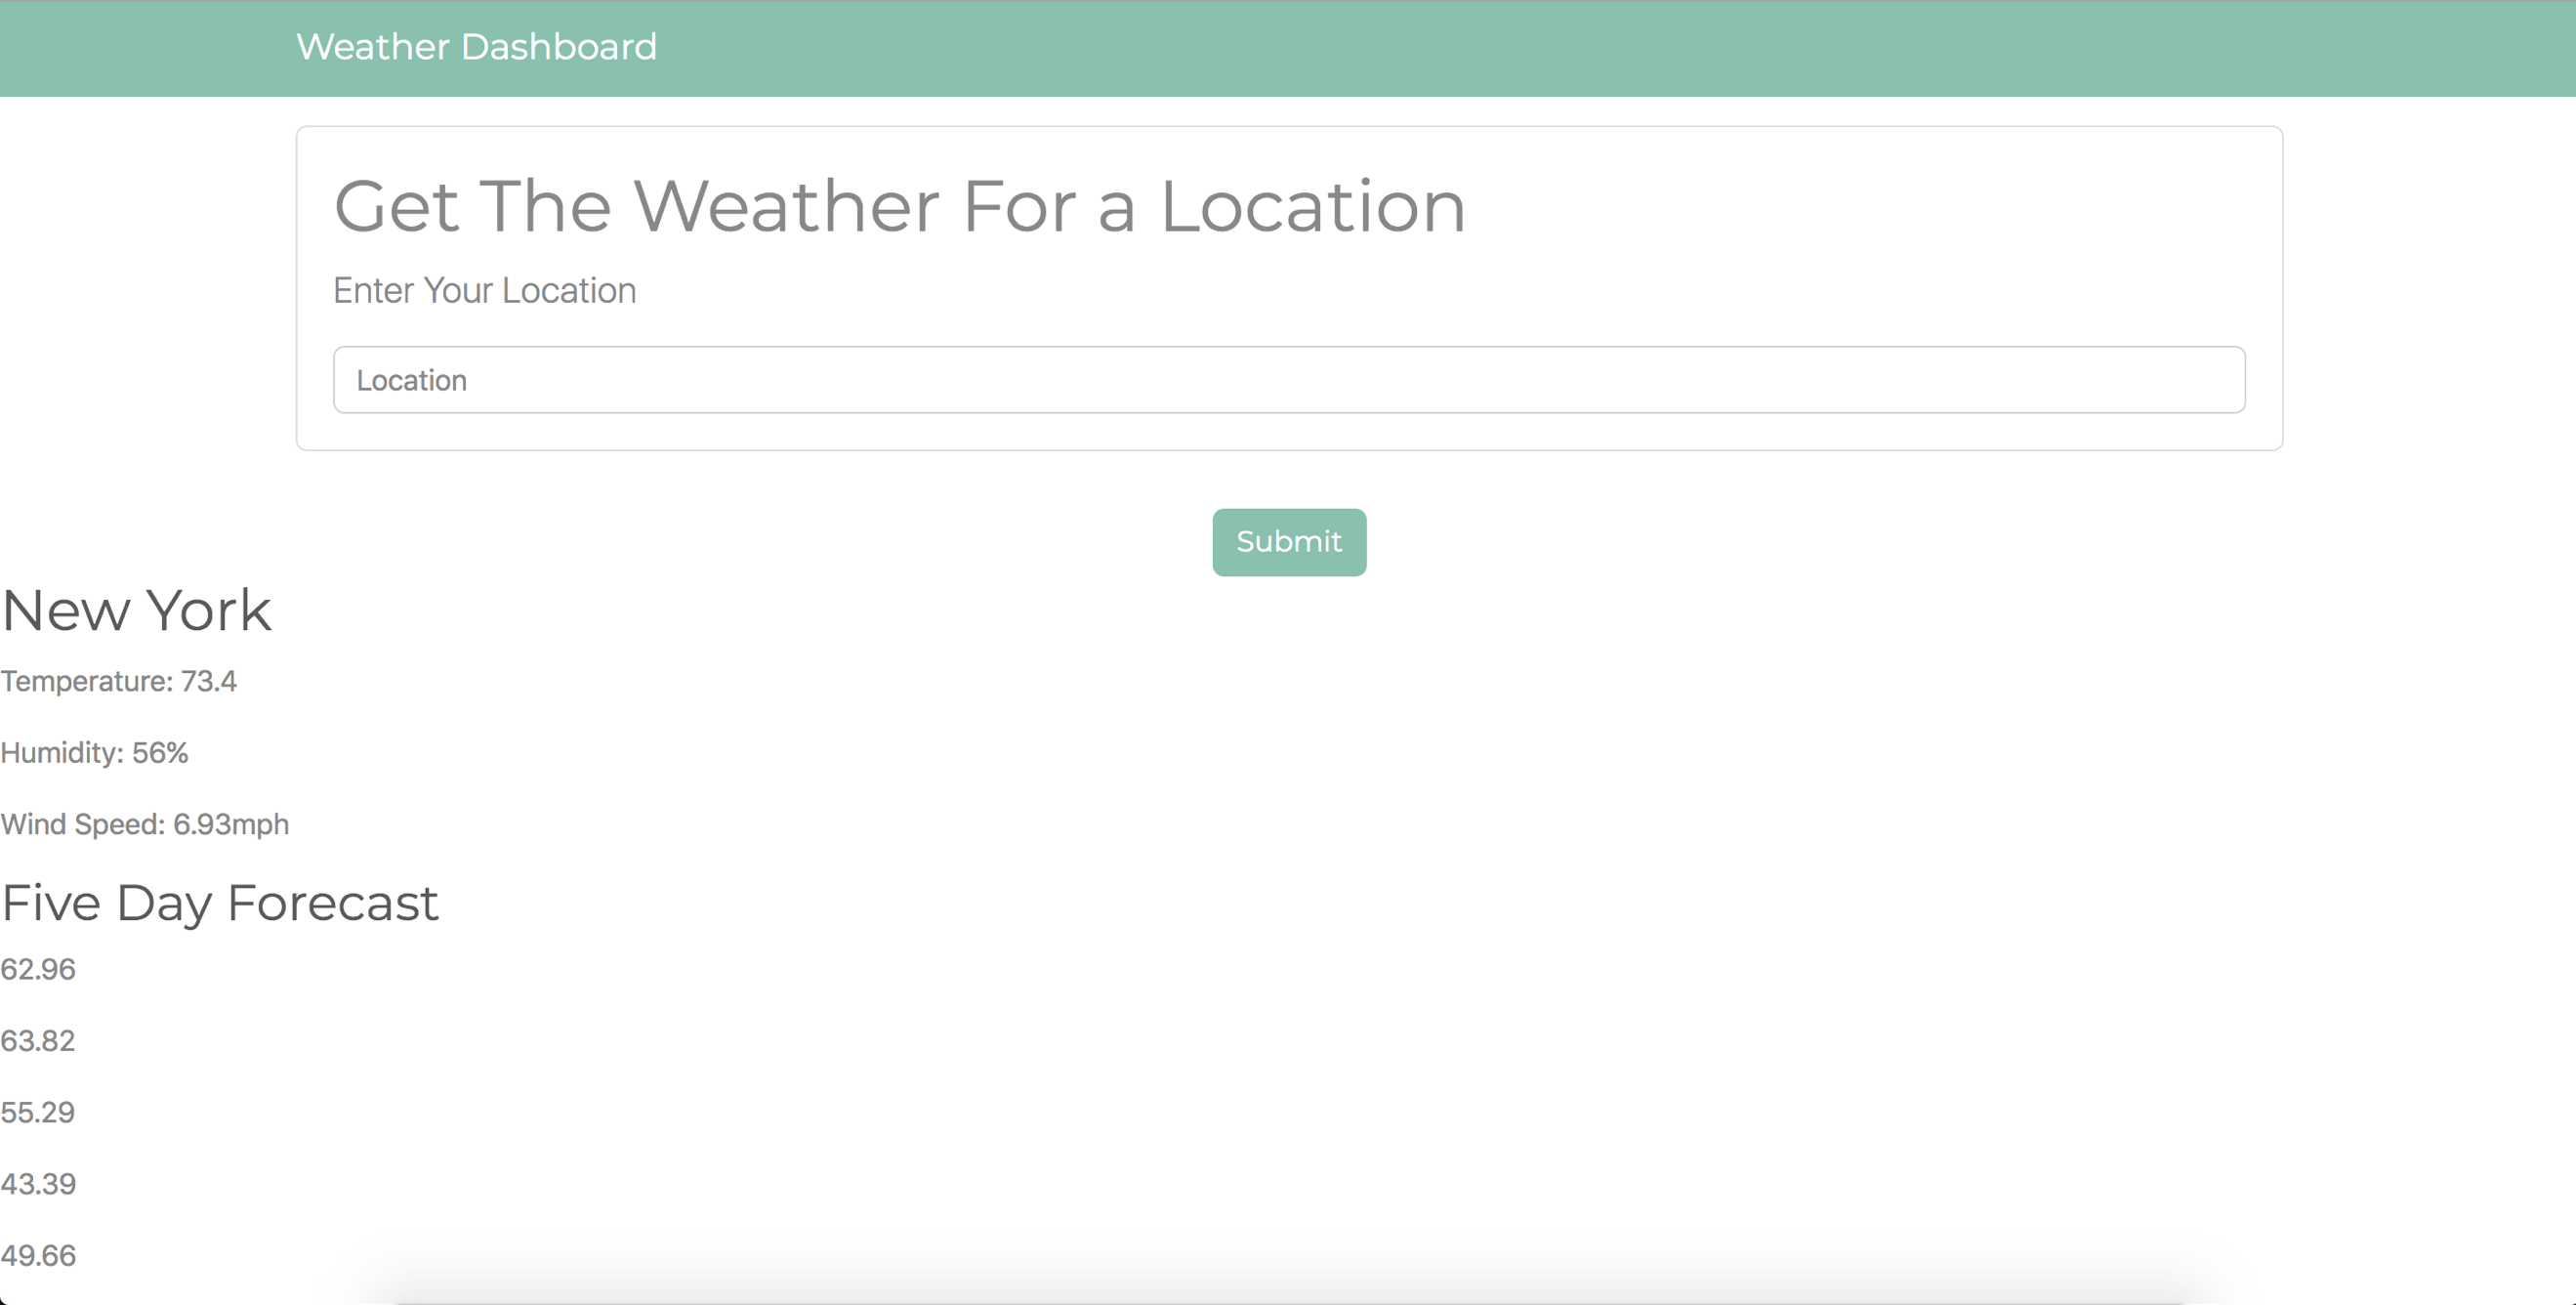 Weather Dashboard
Get The Weather For a Location
Enter Your Location
Location
Submit
New York
Temperature: 73.4
Humidity: 56%
Wind Speed: 6.93mph
Five Day Forecast
62.96
63.82
55.29
43.39
49.66